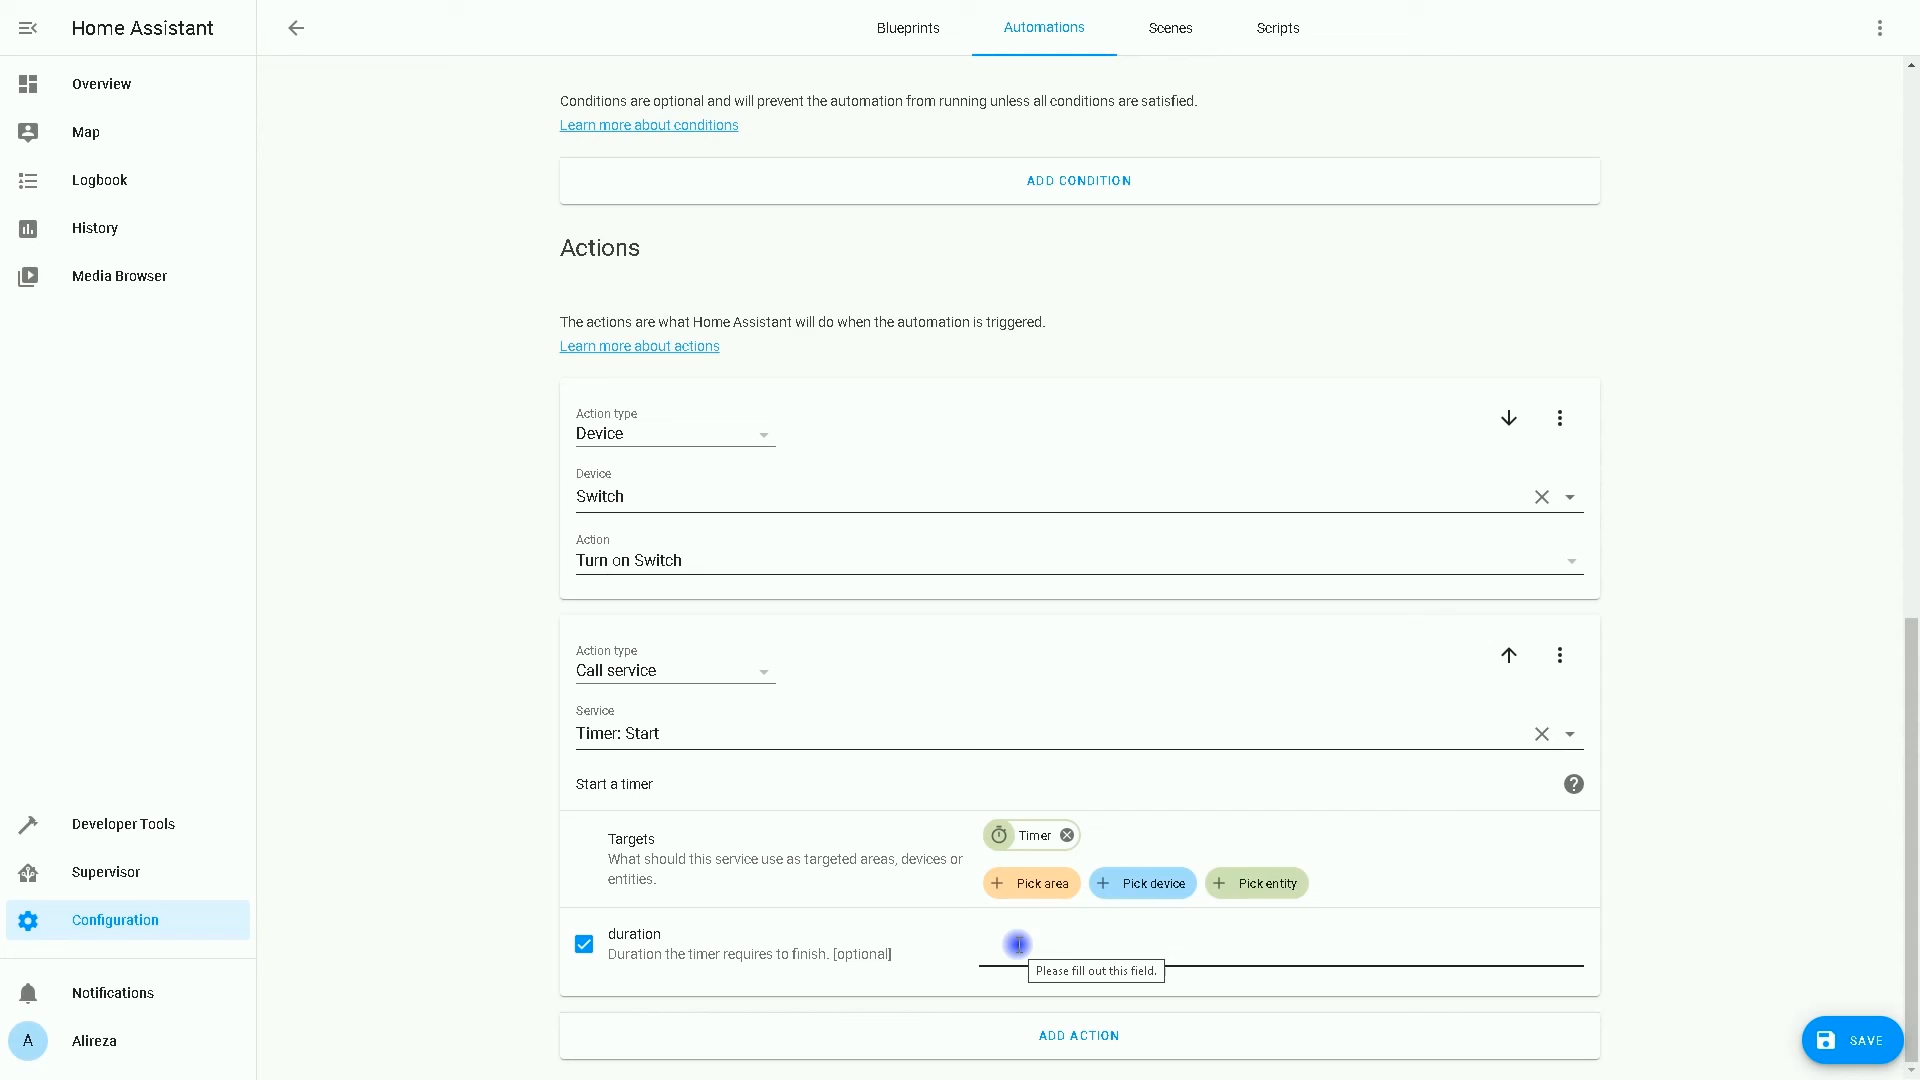 Home Assistant
Blueprints
Automations
Scenes
Scripts
Overview
Map
Logbook
History
Media Browser
Developer Tools
Supervisor
Configuration
Notifications
A
Alireza
Conditions are optional and will prevent the automation from running unless all conditions are satisfied.
Learn more about conditions
ADD CONDITION
Actions
The actions are what Home Assistant will do when the automation is triggered.
Learn more about actions
Action type
Device
Device
Switch
Action
Turn on Switch
Action type
Call service
Service
Timer: Start
Start a timer
Targets
What should this service use as targeted areas, devices or
entities.
Timer
Pick area
Pick device
Pick entity
duration
Duration the timer requires to finish. [optional]
Please fill out this field.
ADD ACTION
SAVE